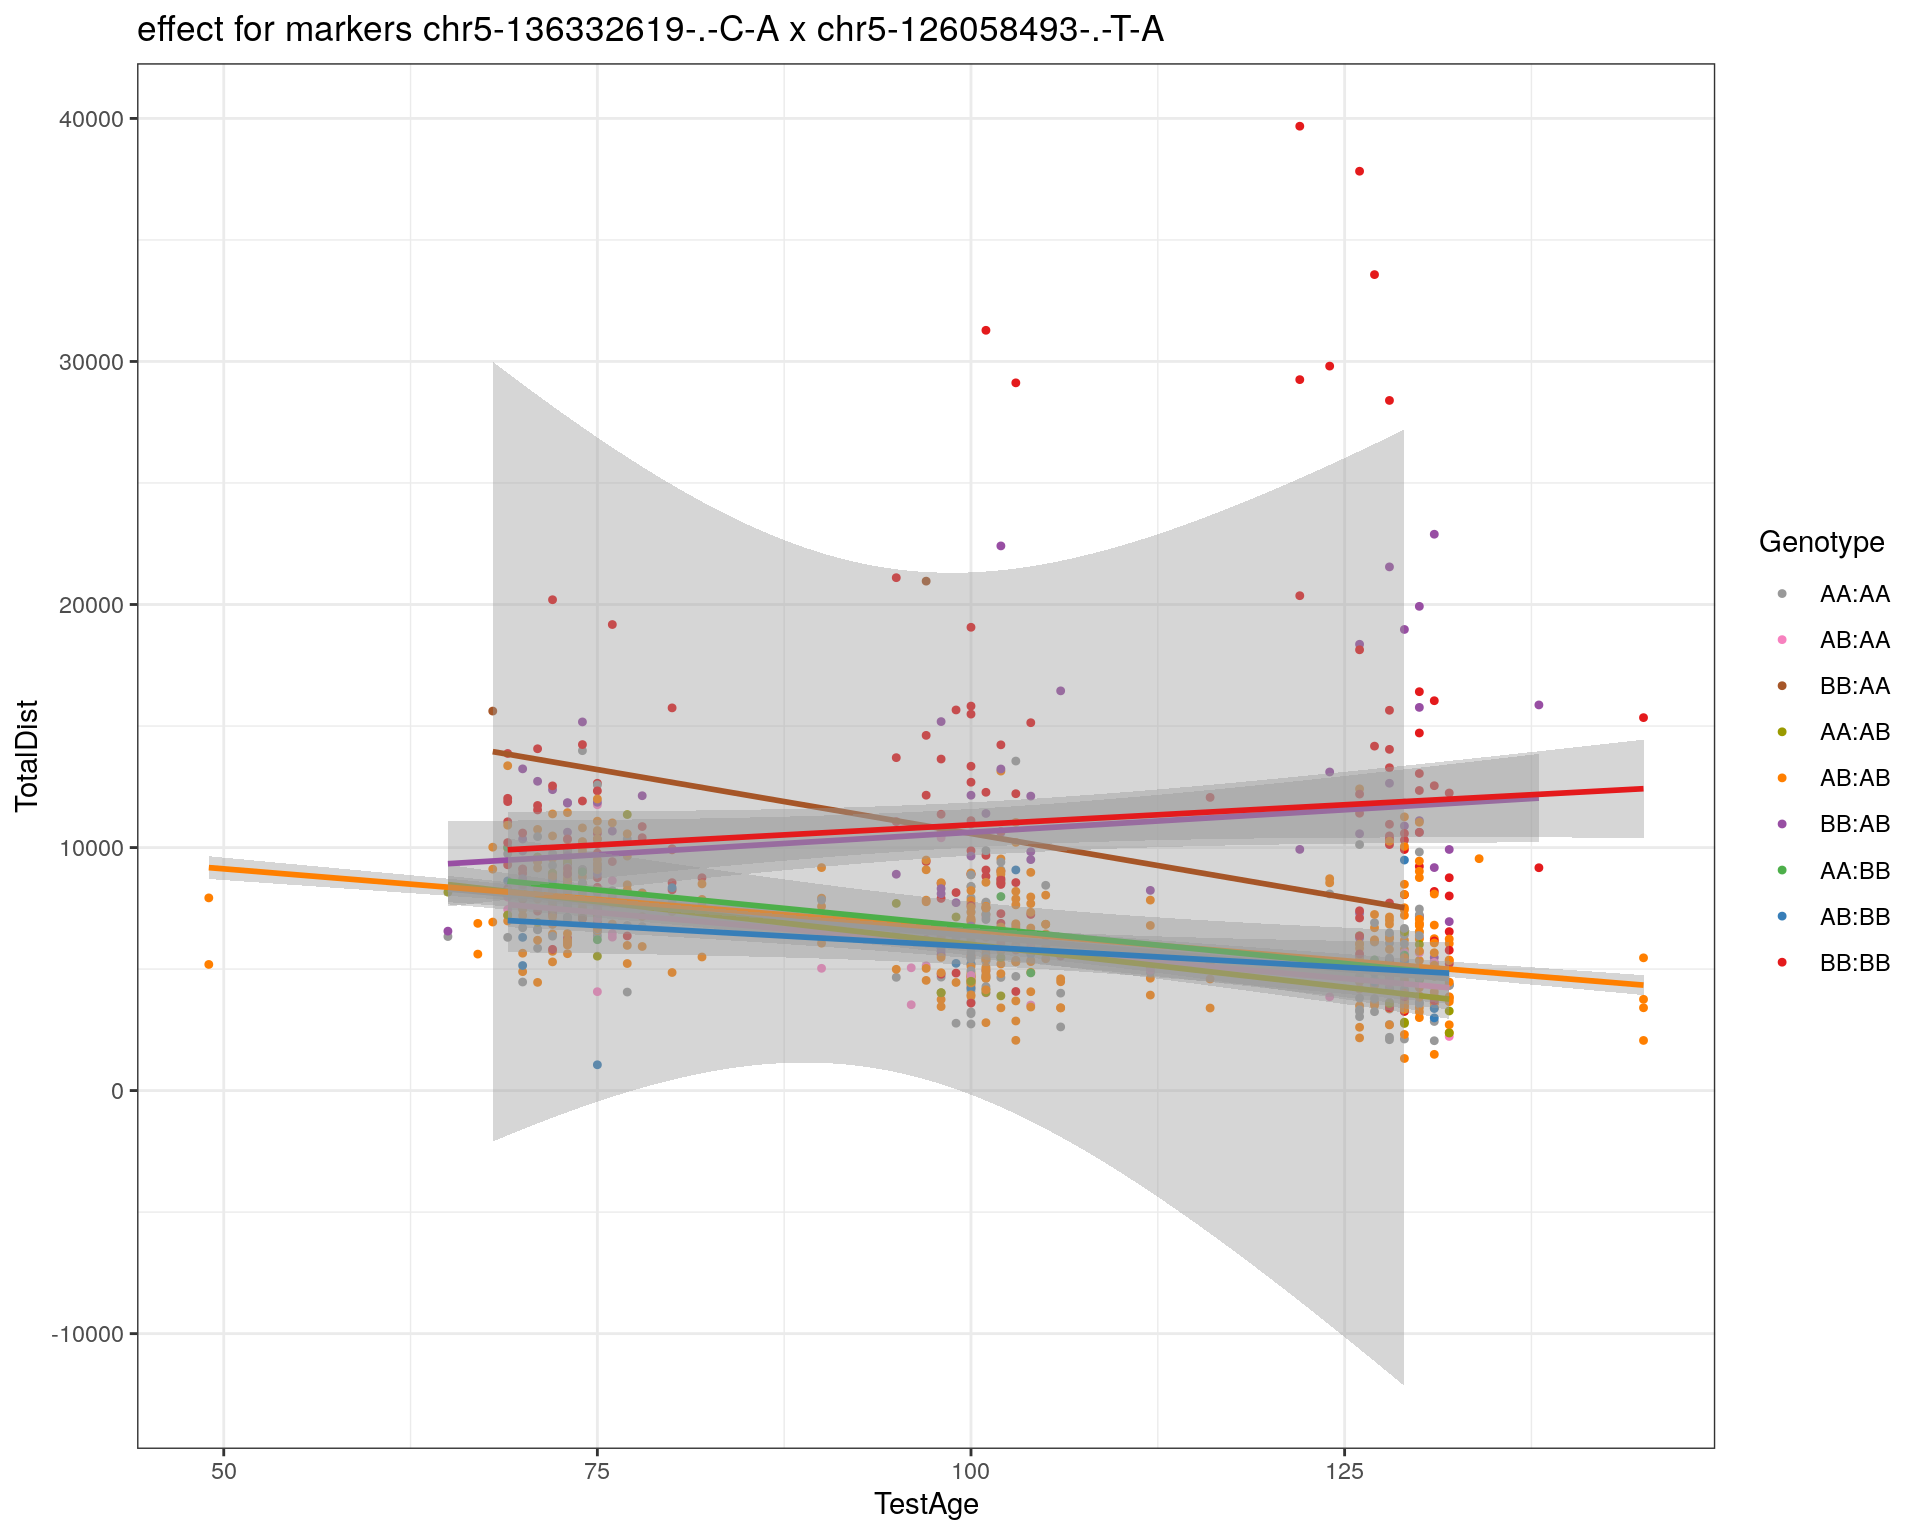 effect for markers chr5-136332619-.-C-A x chr5-126058493-.-T-A
40000
30000
20000
10000
0
-10000
TotalDist
50
75
100
125
TestAge
Genotype
AA:AA
AB:AA
BB:AA
AA:AB
AB:AB
BB:AB
AA:BB
AB:BB
BB:BB